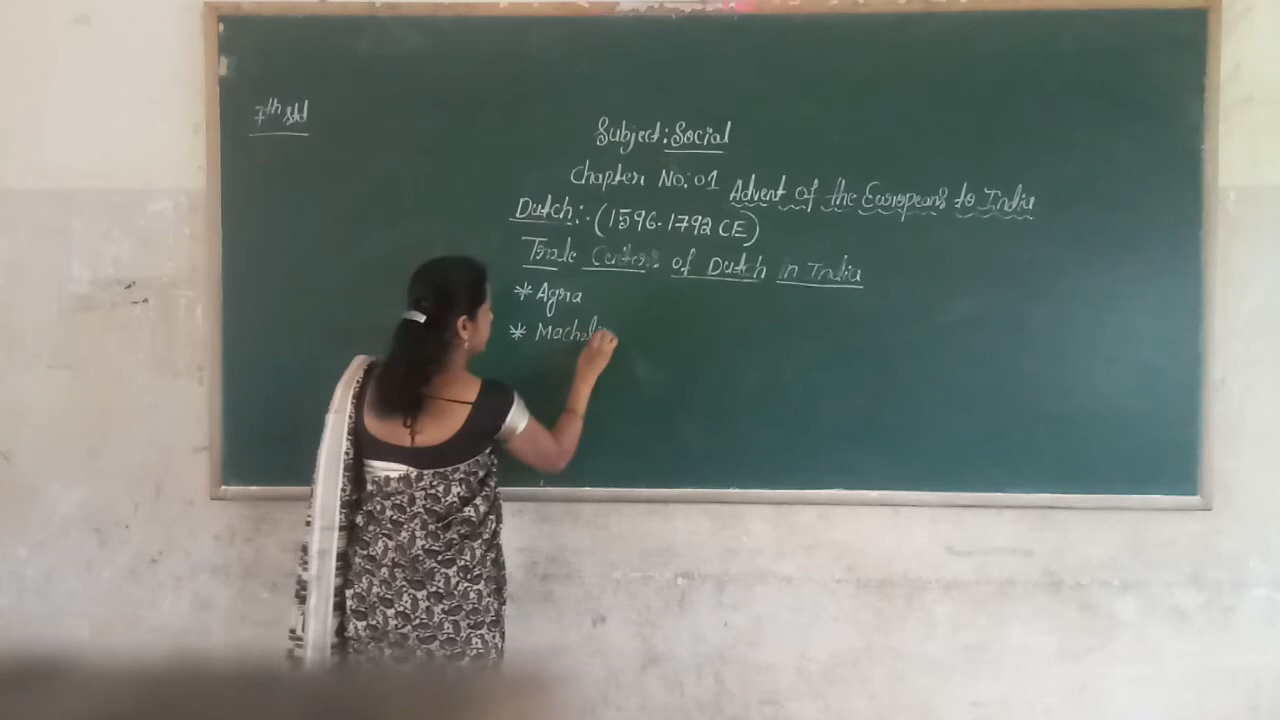 7th std
Subject: Social
Chapter No: 01 Advent of the Europeans to India
Dutch:- (1596-1792 CE)
Trade Centers of Dutch in India
* Agra
* Machali